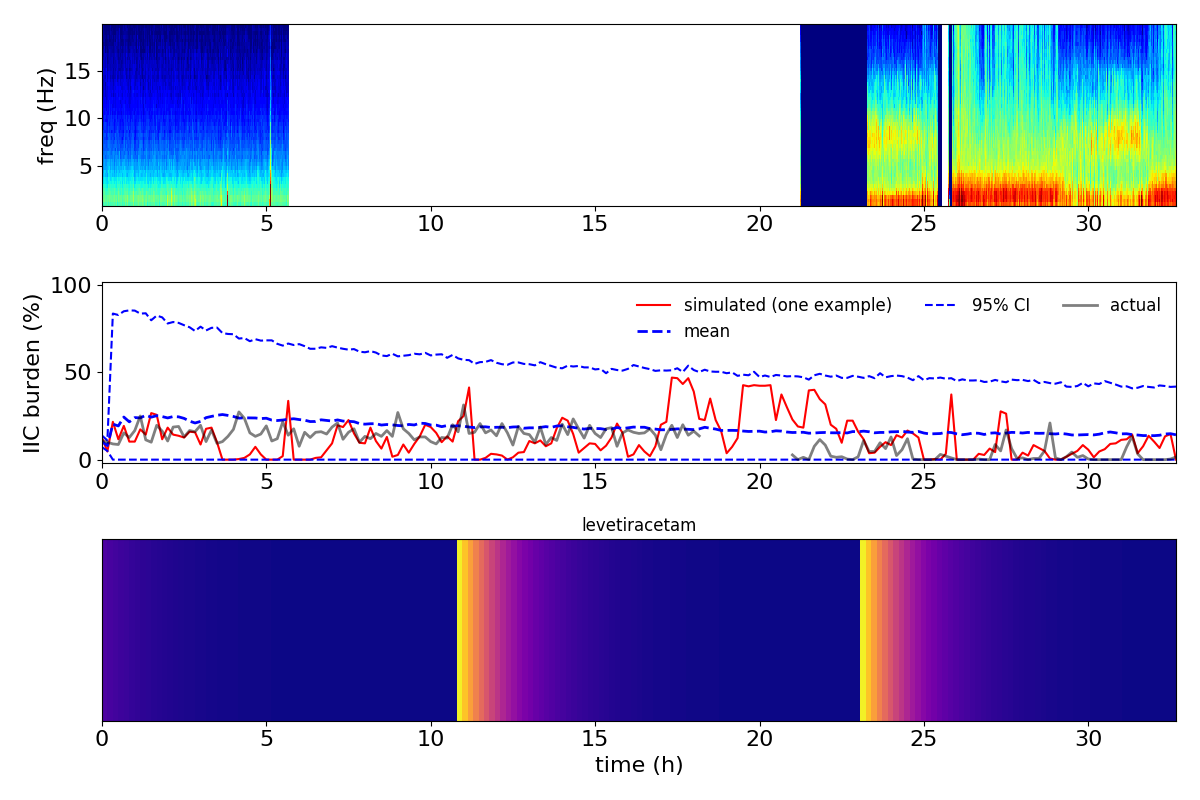 freq (Hz)
15
10
5
0 5 10 15 20 25 30
IIC burden (%)
100
50
0
simulated (one example)
mean
95% CI
actual
0 5 10 15 20 25 30
levetiracetam
0 5 10 15 20 25 30
time (h)